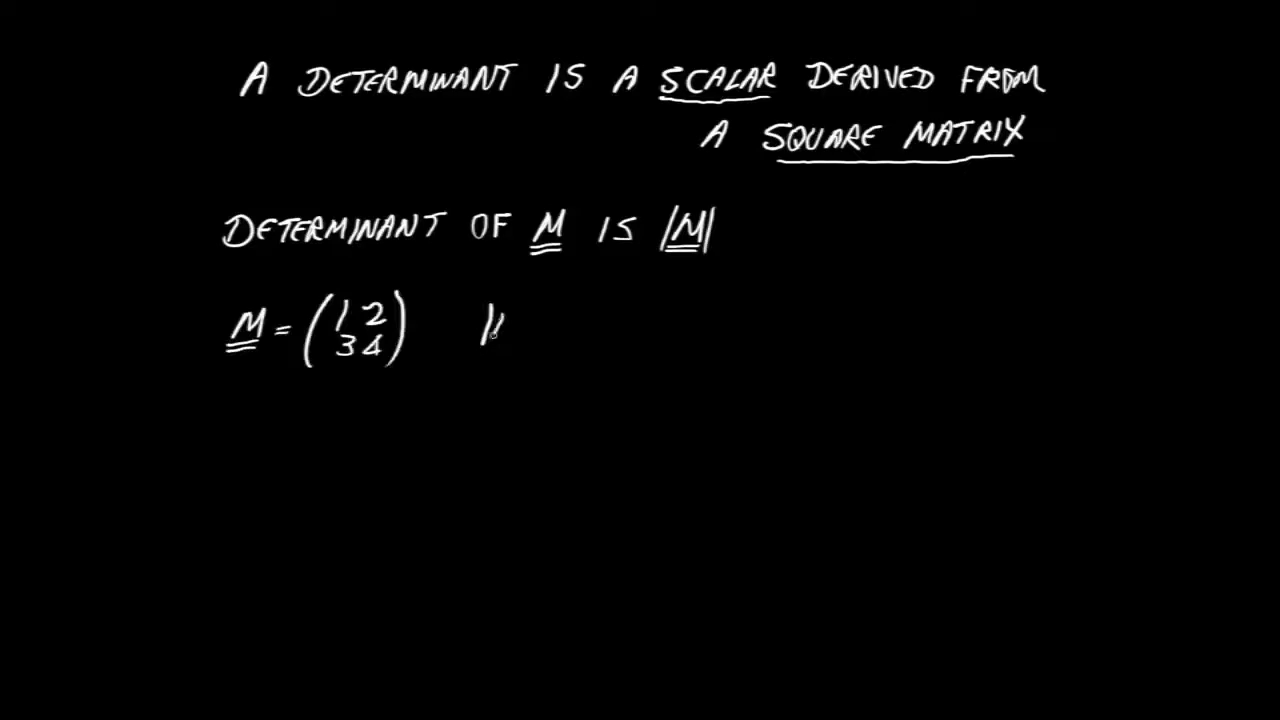 A DETERMINANT IS A SCALAR DERIVED FROM
A SQUARE MATRIX
DETERMINANT OF M IS |M|
M = (1 2
3 4)